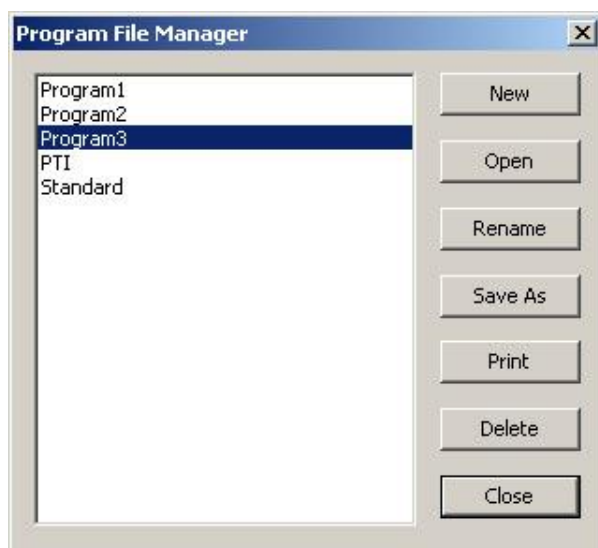 Program File Manager
Program1
Program2
Program3
PTI
Standard
New
Open
Rename
Save As
Print
Delete
Close